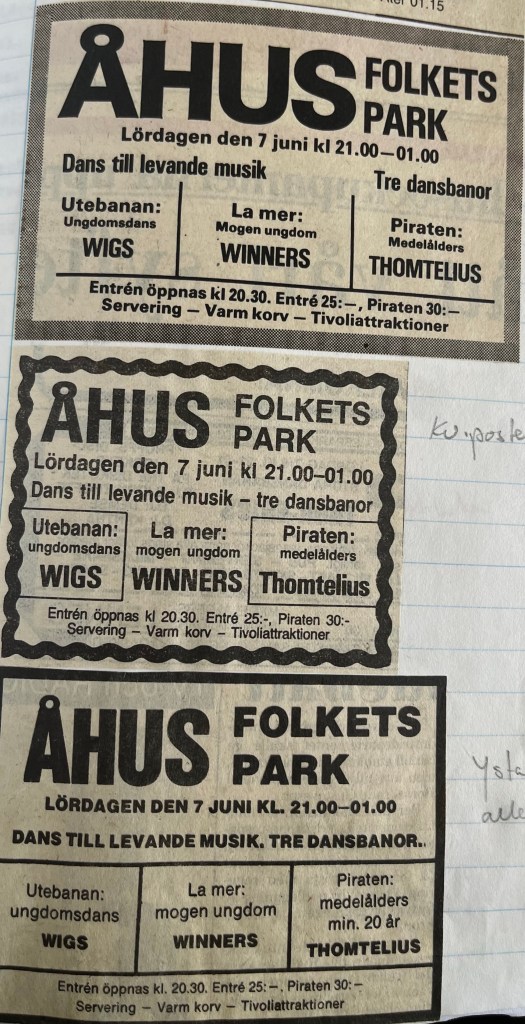 01.15
ÅHUS FOLKETS PARK
Lördagen den 7 juni kl 21.00–01.00
Dans till levande musik Tre dansbanor
Utebanan:
Ungdomsdans
WIGS
La mer:
Mogen ungdom
WINNERS
Piraten:
Medelålders
THOMTELIUS
Entrén öppnas kl 20.30. Entré 25:–, Piraten 30:–
Servering – Varm korv – Tivoliattraktioner
ÅHUS FOLKETS PARK
Lördagen den 7 juni kl 21.00–01.00
Dans till levande musik – tre dansbanor
Utebanan:
ungdomsdans
WIGS
La mer:
mogen ungdom
WINNERS
Piraten:
medelålders
Thomtelius
Entrén öppnas kl 20.30. Entré 25:-, Piraten 30:-
Servering – Varm korv – Tivoliattraktioner
Kv.poste
ÅHUS FOLKETS PARK
LÖRDAGEN DEN 7 JUNI KL. 21.00–01.00
DANS TILL LEVANDE MUSIK. TRE DANSBANOR..
Utebanan:
ungdomsdans
WIGS
La mer:
mogen ungdom
WINNERS
Piraten:
medelålders
min. 20 år
THOMTELIUS
Entrén öppnas kl. 20.30. Entré 25:–, Piraten 30:–
Servering – Varm korv – Tivoliattraktioner
Ysta
alle